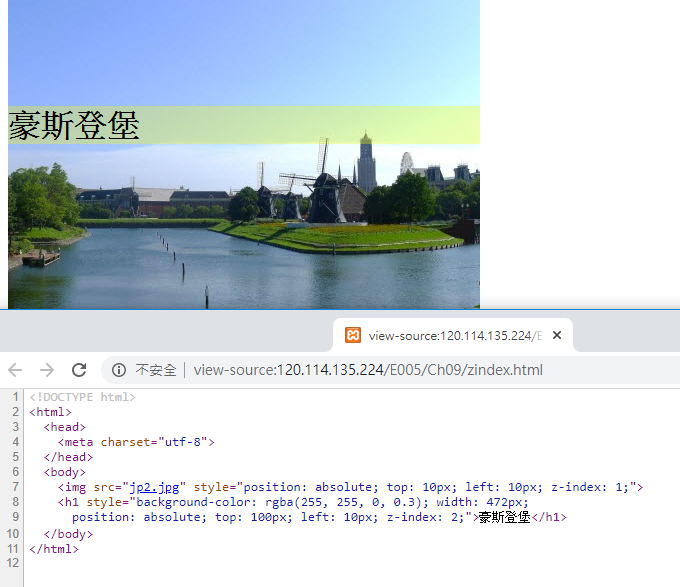 豪斯登堡
view-source:120.114.135.224/E
不安全 view-source:120.114.135.224/E005/Ch09/zindex.html
1 <!DOCTYPE html>
2 <html>
3 <head>
4 <meta charset="utf-8">
5 </head>
6 <body>
7 <img src="jp2.jpg" style="position: absolute; top: 10px; left: 10px; z-index: 1;">
8 <h1 style="background-color: rgba(255, 255, 0, 0.3); width: 472px;
9 position: absolute; top: 100px; left: 10px; z-index: 2;">豪斯登堡</h1>
10 </body>
11 </html>
12